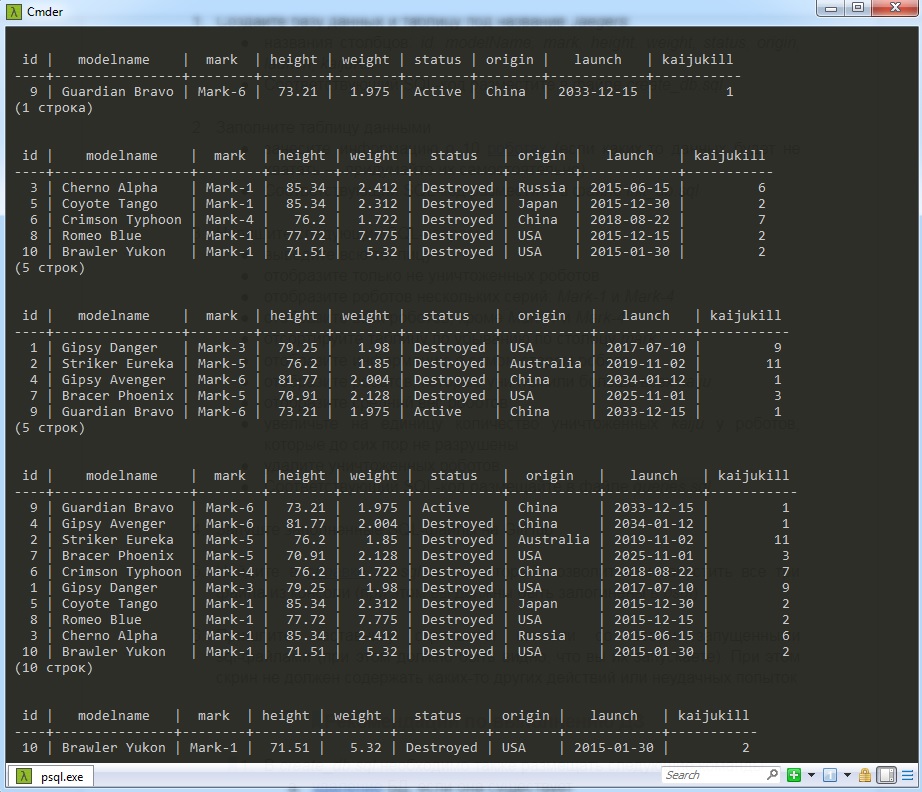 Cmder
id | modelname | mark | height | weight | status | origin | launch | kaijukill
----+----------------+--------+--------+--------+--------+--------+------------+-----------
9 | Guardian Bravo | Mark-6 | 73.21 | 1.975 | Active | China | 2033-12-15 | 1
(1 строка)
id | modelname | mark | height | weight | status | origin | launch | kaijukill
----+-----------------+--------+--------+--------+-----------+--------+------------+-----------
3 | Cherno Alpha | Mark-1 | 85.34 | 2.412 | Destroyed | Russia | 2015-06-15 | 6
5 | Coyote Tango | Mark-1 | 85.34 | 2.312 | Destroyed | Japan | 2015-12-30 | 2
6 | Crimson Typhoon | Mark-4 | 76.2 | 1.722 | Destroyed | China | 2018-08-22 | 7
8 | Romeo Blue | Mark-1 | 77.72 | 7.775 | Destroyed | USA | 2015-12-15 | 2
10 | Brawler Yukon | Mark-1 | 71.51 | 5.32 | Destroyed | USA | 2015-01-30 | 2
(5 строк)
id | modelname | mark | height | weight | status | origin | launch | kaijukill
----+----------------+--------+--------+--------+-----------+-----------+------------+-----------
1 | Gipsy Danger | Mark-3 | 79.25 | 1.98 | Destroyed | USA | 2017-07-10 | 9
2 | Striker Eureka | Mark-5 | 76.2 | 1.85 | Destroyed | Australia | 2019-11-02 | 11
4 | Gipsy Avenger | Mark-6 | 81.77 | 2.004 | Destroyed | China | 2034-01-12 | 1
7 | Bracer Phoenix | Mark-5 | 70.91 | 2.128 | Destroyed | USA | 2025-11-01 | 3
9 | Guardian Bravo | Mark-6 | 73.21 | 1.975 | Active | China | 2033-12-15 | 1
(5 строк)
id | modelname | mark | height | weight | status | origin | launch | kaijukill
----+-----------------+--------+--------+--------+-----------+-----------+------------+-----------
9 | Guardian Bravo | Mark-6 | 73.21 | 1.975 | Active | China | 2033-12-15 | 1
4 | Gipsy Avenger | Mark-6 | 81.77 | 2.004 | Destroyed | China | 2034-01-12 | 1
2 | Striker Eureka | Mark-5 | 76.2 | 1.85 | Destroyed | Australia | 2019-11-02 | 11
7 | Bracer Phoenix | Mark-5 | 70.91 | 2.128 | Destroyed | USA | 2025-11-01 | 3
6 | Crimson Typhoon | Mark-4 | 76.2 | 1.722 | Destroyed | China | 2018-08-22 | 7
1 | Gipsy Danger | Mark-3 | 79.25 | 1.98 | Destroyed | USA | 2017-07-10 | 9
5 | Coyote Tango | Mark-1 | 85.34 | 2.312 | Destroyed | Japan | 2015-12-30 | 2
8 | Romeo Blue | Mark-1 | 77.72 | 7.775 | Destroyed | USA | 2015-12-15 | 2
3 | Cherno Alpha | Mark-1 | 85.34 | 2.412 | Destroyed | Russia | 2015-06-15 | 6
10 | Brawler Yukon | Mark-1 | 71.51 | 5.32 | Destroyed | USA | 2015-01-30 | 2
(10 строк)
id | modelname | mark | height | weight | status | origin | launch | kaijukill
----+---------------+--------+--------+--------+-----------+--------+------------+-----------
10 | Brawler Yukon | Mark-1 | 71.51 | 5.32 | Destroyed | USA | 2015-01-30 | 2
psql.exe
Search